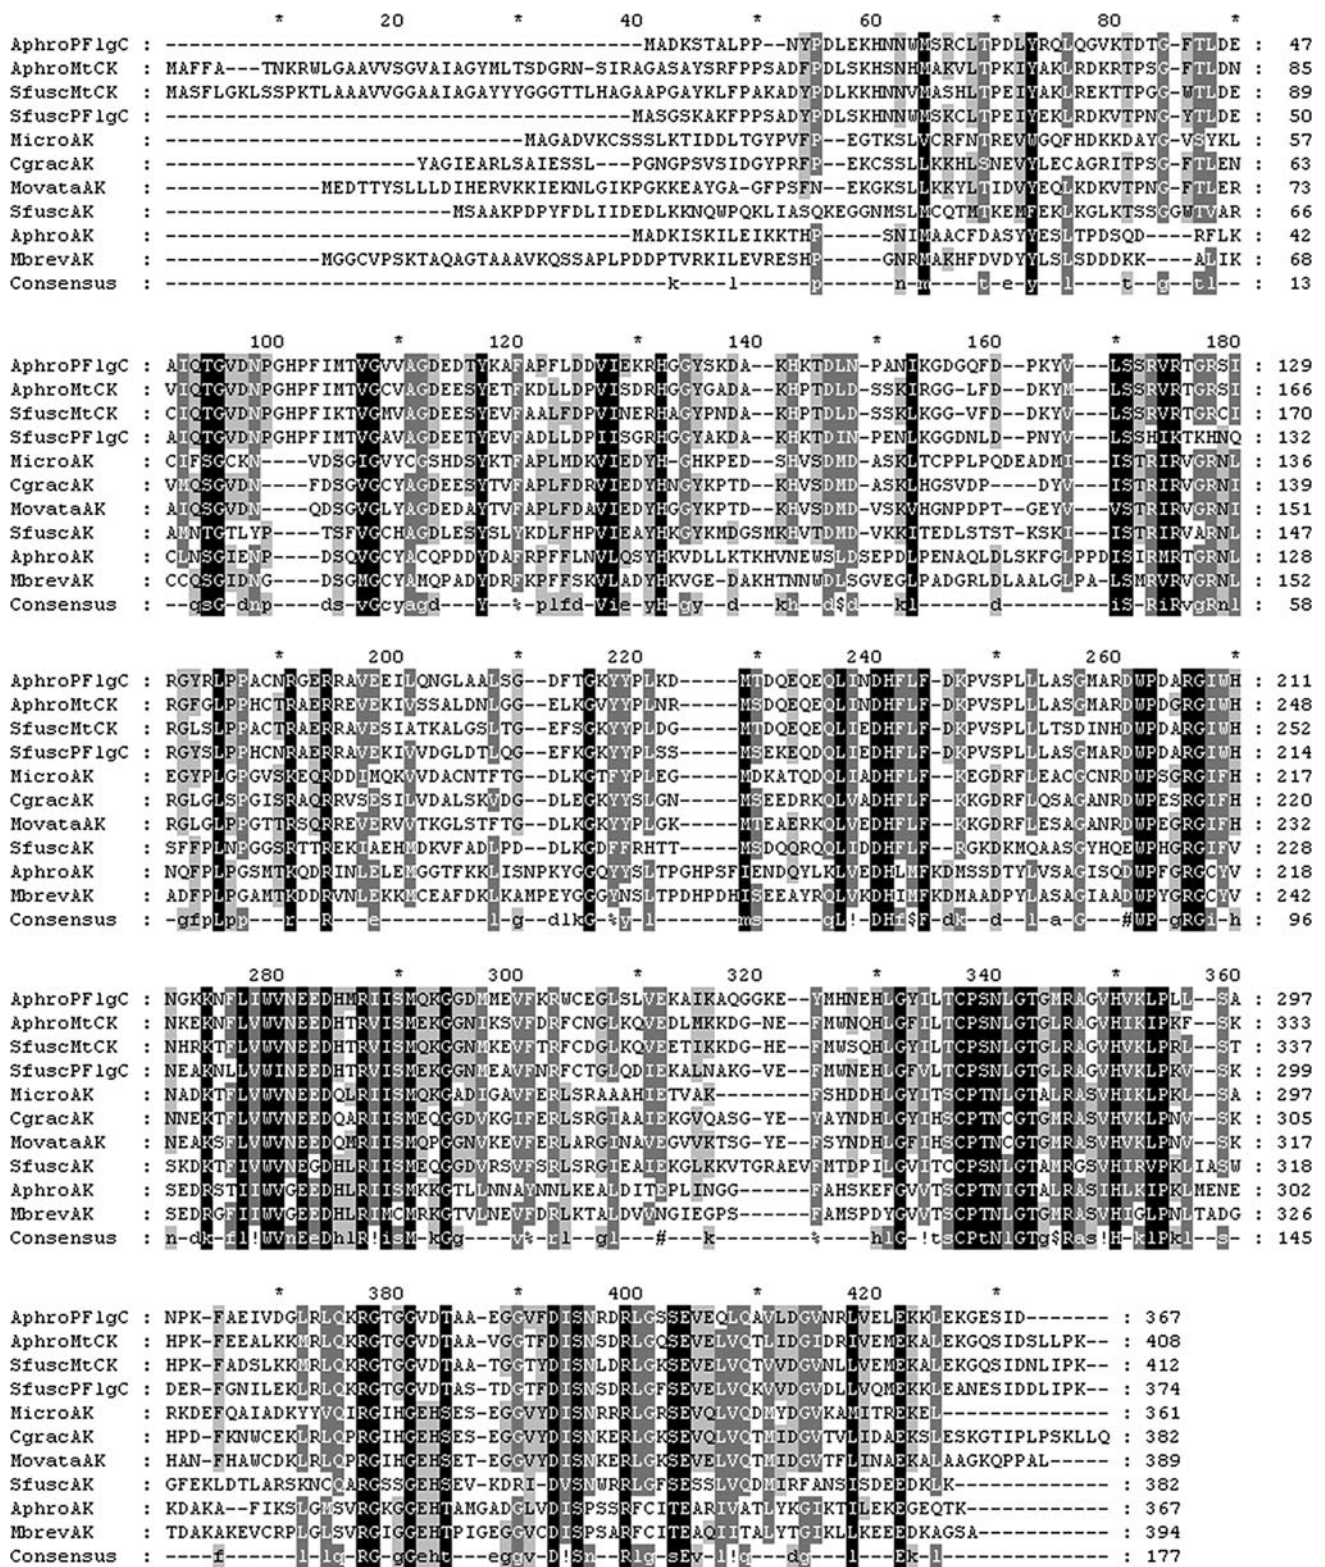 * 20 * 40 * 60 * 80 *
AphroPFlgC : ----------------------------------------MADKSTALPP--NYPDLEKHNNWMSRCLTPDLYRQLQGVKTDTG-FTLDE : 47
AphroMtCK : MAFFA---TNKRWLGAAVVSGVAIAGYMLTSDGRN-SIRAGASAYSRFPPSADFPDLSKHSNHMAKVLTPKIYAKLRDKRTPSG-FTLDN : 85
SfuscMtCK : MASFLGKLSSPKTLAAAVVGGAAIAGAYYYGGGTTLHAGAAPGAYKLFPPAKADYPDLKKHNNVMASHLTPKIYAKLREKTTPGG-WTLDE : 89
SfuscPFlgC : ---------------------------------------MASGSKAKFPPSADYPDLSKHNNWMSKCLTPEIYEKLRDKVTPNG-YTLDE : 50
MicroAK : ------------------------------MAGADVKCSSSLKTIDDLTGYPVFP--EGTKSLVCRFNTREVWGQFHDKKDAYG-VSYKL : 57
CgracAK : ---------------------YAGIEARLSAIESSL---PGNGPSVSIDGYPRFP---EKCSSLLKKHLSNEVYLECAGRITPSG-FTLEN : 63
MovataAK : -------------MEDTTYSLLLDIHERVKKIEKNLGIKPGKKEAYGA-GFPSFN--EKGKSLLKKYLTIDVYEQLKDKVTPNG-FTLER : 73
SfuscAK : ------------------------MSAAKPDPYFDLIIDEDLKKNQWPQKLIASQKEGGNMSLMCQTMTKEMFEKLKGLKTSSGGWTVAR : 66
AphroAK : ---------------------------------------MADKISKILEIKKTHP-----SNIMAACFDASYYESLTPDSQD----RFLK : 42
MbrevAK : -------------MGGCVPSKTAQAGTAAAVKQSSAPLPDDPTVRKILEVRESHP-----GNRMAKHFDVDYYLSLSDDDKK----ALIK : 68
Consensus : ------------------------------------------k----l------p------n-m----t-e-y--l----t--g-tl-- : 13
100 * 120 * 140 * 160 * 180
AphroPFlgC : AIQTGVDNPGHPFIMTVGVVAGDEDTYKAFAPFLDDVIEKRHGGYSKDA--KHKTDLN-PANIKGDGQFD--PKYV---LSSRVRTGRSI : 129
AphroMtCK : VIQTGVDNPGHPFIMTVGCVAGDEESYETFKDLLDPVISDRHGGYGADA--KHPTDLD-SSKIRGG-LFD--DKYM---LSSRVRTGRSI : 166
SfuscMtCK : CIQTGVDNPGHPFIKTVGMVAGDEESYEVFAALFDPVINERHAGYPNDA--KHPTDLD-SSKLKGG-VFD--DKYV---LSSRVRTGRCI : 170
SfuscPFlgC : AIQTGVDNPGHPFIMTVGAVAGDEETYEVFADLLDPIISGRHGGYAKDA--KHKTDIN-PENLKGGDNLD--PNYV---LSSHIKTKHNQ : 132
MicroAK : CIFSGCKN----VDSGIGVYCGSHDSYKTFAPLMDKVIEDYH-GHKPED--SHVSDMD-ASKLTCPPLPQDEADMI---ISTRIRVGRNL : 136
CgracAK : VMQSGVDN----FDSGVGCYAGDEESYTVFAPLFDRVIEDYHNGYKPTD--KHVSDMD-ASKLHGSVDP----DYV---ISTRIRVGRNI : 139
MovataAK : AIQSGVDN----QDSGVGLYAGDEDAYTVFAPLFDAVIEDYHGGYKPTD--KHVSDMD-VSKVHGNPDPT--GEYV---VSTRIRVGRNI : 151
SfuscAK : AMNTGTLYP---TSFVGCHAGDLESYSLYKDLFHPVIEAYHKGYKMDGSMKHVTDMD-VKKITEDLSTST-KSKI---ISTRIRVARNL : 147
AphroAK : CLNSGIENP---DSQVGCYACQPDDYDAFRPFFLNVLQSYHKVDLLKTKHVNEWSLDSEPDLPENAQLDLSKFGLPPDISIRMRTGRNL : 128
MbrevAK : CCQSGIDNG---DSGMGCYAMQPADYDRFKPFFSKVLADYHKVGE-DAKHTNNWDLSGVEGLPADGRLDLAALGLPA-LSMRVRVGRNL : 152
Consensus : --qsG-dnp----ds-vGcyagd---Y--%-plfd-Vie-yH-gy--d---kh-d$d----kl------d---------iS-RiRvgRnl : 58
* 200 * 220 * 240 * 260 *
AphroPFlgC : RGYRLPPACNRGERRAVEEILQNGLAALSG--DFTGKYYPLKD-----MTDQEQEQLINDHFLF-DKPVSPLLLASGMARDWPDARGIWH : 211
AphroMtCK : RGFGLPPHCTRAERREVEKIVSSALDNLGG--ELKGVYYPLNR-----MSDQEQEQLINDHFLF-DKPVSPLLLASGMARDWPDGRGIWH : 248
SfuscMtCK : RGLSLPPACTRAERRAVESIATKALGSLTG--EFSGKYYPLDG-----MSDQEQEQLIEDHFLF-DKPVSPLLLTSDINHDWPDARGIWH : 252
SfuscPFlgC : RGYSLPPHCNRAERRAVEKIVVDGLDTLQG--EFKGKYYPLSS-----MSEKEQDQLIEDHFLF-DKPVSPLLLASGMARDWPDARGIWH : 214
MicroAK : EGYPLGPGVSKEQRDDIMQKVVDACNTFTG--DLKGTFYPLEG-----MDKATQDQLIADHFLF-KEGDRFLEACGCNRDWPSGRGIFH : 217
CgracAK : RGLGLSPGISRAQRRVSESILVDALSKVDG--DLEGKYYSLGN-----MSEEDRKQLVADHFLF-KKGDRFLQSAGANRDWPESRGIFH : 220
MovataAK : RGLGLPPGTTRSQRREVERVVTKGLSTFTG--DLKGKYYPLGK-----MTEAERKQLVEDHFLF-KKGDRFLESAGANRDWPEGRGIFH : 232
SfuscAK : SFFPLNPGGSRTTREKIAEHMDKVFADLPD--DLKGDFFRHTT-----MSDQQRQQLIDDHFLF-RGKDKMQAASGYHQEWPHGRGIFV : 228
AphroAK : NQFPLPGSMTKQDRINLELEMGGTFKKLISNPKYGGQYYSLTPGHPSFIENDQYLKLVEDHLMFKDMSSDTYLVSAGISQDWPFGRGCYV : 218
MbrevAK : ADFPLPGAMTKDDRVNLEKKMCEAFDKLKAMPEYGGGYNSLTPDHPDHISEEAYRQLVKDHIMFKDMAADPYLASAGIAADWPYGRGCYV : 242
Consensus : -gfpLpp---r--R---e--------l-g--dlkG-%y-l-------ms-----qL!-DHf$F-dk-d--l-a-G---#WP-gRGi-h : 96
280 * 300 * 320 * 340 * 360
AphroPFlgC : NGKKNFLIWVNEEDHMRIISMQKGGDMMEVFKRWCEGLSLVEKAIKAQGGKE--YMHNEHLGYILTCPSNLGTGMRAGVHVKLPLL--SA : 297
AphroMtCK : NKEKNFLVWVNEEDHTRVISMEKGGNIKSVFDRFCNGLKQVEDLMKKDG-NE--FMWNQHLGFILTCPSNLGTGLRAGVHIKIPKF--SK : 333
SfuscMtCK : NHRKTFLVWVNEEDHTRVISMQKGGNMKEVFTRFCDGLKQVEETIKKDG-HE--FMWSQHLGYILTCPSNLGTGLRAGVHVKLPRL--ST : 337
SfuscPFlgC : NEAKNLLVWINEEDHTRVISMEKGGNMEAVFNRFCTGLQDIEKALNAKG-VE--FMWNEHLGFVLTCPSNLGTGLRAGVHVKLPKL--SK : 299
MicroAK : NADKTFLVWVNEEDQLRIISMQKGADIGAVFERLSRAAAHIETVAK------FSHDDHLGYITSCPTNLGTALRASVHVKLPKL--SA : 297
CgracAK : NNEKTFLVWVNEEDQARIISMEQGGDVKGIFERLSRGIAAIEKGVQASG-YE--YAYNDHLGYIHSCPTNCGTGMRASVHVKLPNV--SK : 305
MovataAK : NEAKSFLVWVNEEDQMRIISMQPGGNVKEVFERLARGINAVEGVVKTSG-YE--FSYNDHLGFIHSCPTNCGTGMRASVHVKLPNV--SK : 317
SfuscAK : SKDKTFIVWVNEGDHLRIISMEQGGDVRSVFSRLSRGIEAIEKGLKKVTGRAEVFMTDPILGVITCCPSNLGTAMRGSVHIRVPKLIASW : 318
AphroAK : SEDRSTIIWVGEEDHLRIISMKKGTLLNNAYNNLKEALDITEPLINGG------FAHSKEFGVVTSCPTNIGTALRASIHLKIPKLMENE : 302
MbrevAK : SEDRGFIIWVGEEDHLRIMCMRKGTVLNEVFDRLKTALDVVNGIEGPS------FAMSPDYGVVTSCPTNLGTGMRASVHIGLPNLTADG : 326
Consensus : n-dk-fl!WVnEeDhlR!isM-kGg----v%-rl--gl--#---k--------%----hlG-!tsCPtNlGTg$Ras!H-klPkl--s- : 145
* 380 * 400 * 420 *
AphroPFlgC : NPK-FAEIVDGLRLQKRGTGGVDTAA-EGGVFDISNRDRLGSSEVEQLQAVLDGVNRLVELEKKLEKGESID------- : 367
AphroMtCK : HPK-FEEALKKMRLQKRGTGGVDTAA-VGGTFDISNSDRLGQSEVELVQTLIDGIDRIVEMEKALEKGQSIDSLLPK-- : 408
SfuscMtCK : HPK-FADSLKKMRLQKRGTGGVDTAA-TGGTYDISNLDRLGKSEVELVQTVVDGVNLLVEMEKALEKGQSIDNLIPK-- : 412
SfuscPFlgC : DER-FGNILEKLRLQKRGTGGVDTAS-TDGTFDISNSDRLGFSEVELVQKVVDGVDLLVQMEKKLEANESIDDLIPK-- : 374
MicroAK : RKDEFQAIADKYYVQIRGIHGEHSES-EGGVYDISNRRRLGRSEVQLVQDMYDGVKAMITREKEL-------------- : 361
CgracAK : HPD-FKNWCEKLRLQPRGIHGEHSES-EGGVYDISNKERLGKSEVELVQTMIDGVTVLIDAEKSLESKGTIPLPSKLLQ : 382
MovataAK : HAN-FHAWCDKLRLQPRGIHGEHSET-EGGVYDISNKERLGKSEVELVQTMIDGVTFLINAEKALAAGKQPPAL----- : 389
SfuscAK : GFEKLDTLARSKNCQARGSSGEHSEV-KDRI-DVSNWRRLGFSESSLVQDMIRFANSISDEEDKLK------------- : 382
AphroAK : KDAKA--FIKSLGMSVRGKGGEHTAMGADGLVDISPSSRFCITEARIVATLYKGIKTILEKEGEQTK------------ : 367
MbrevAK : TDAKAKEVCRPLGLSVRGIGGEHTPIGEGGVCDISPSARFCITEAQIITALYTGIKLLKEEEDKAGSA----------- : 394
Consensus : ----f------l-lq-RG-gGeht---eggv-D!Sn--Rlg-sEv-l!q---dg---l---Ek-l-------------- : 177